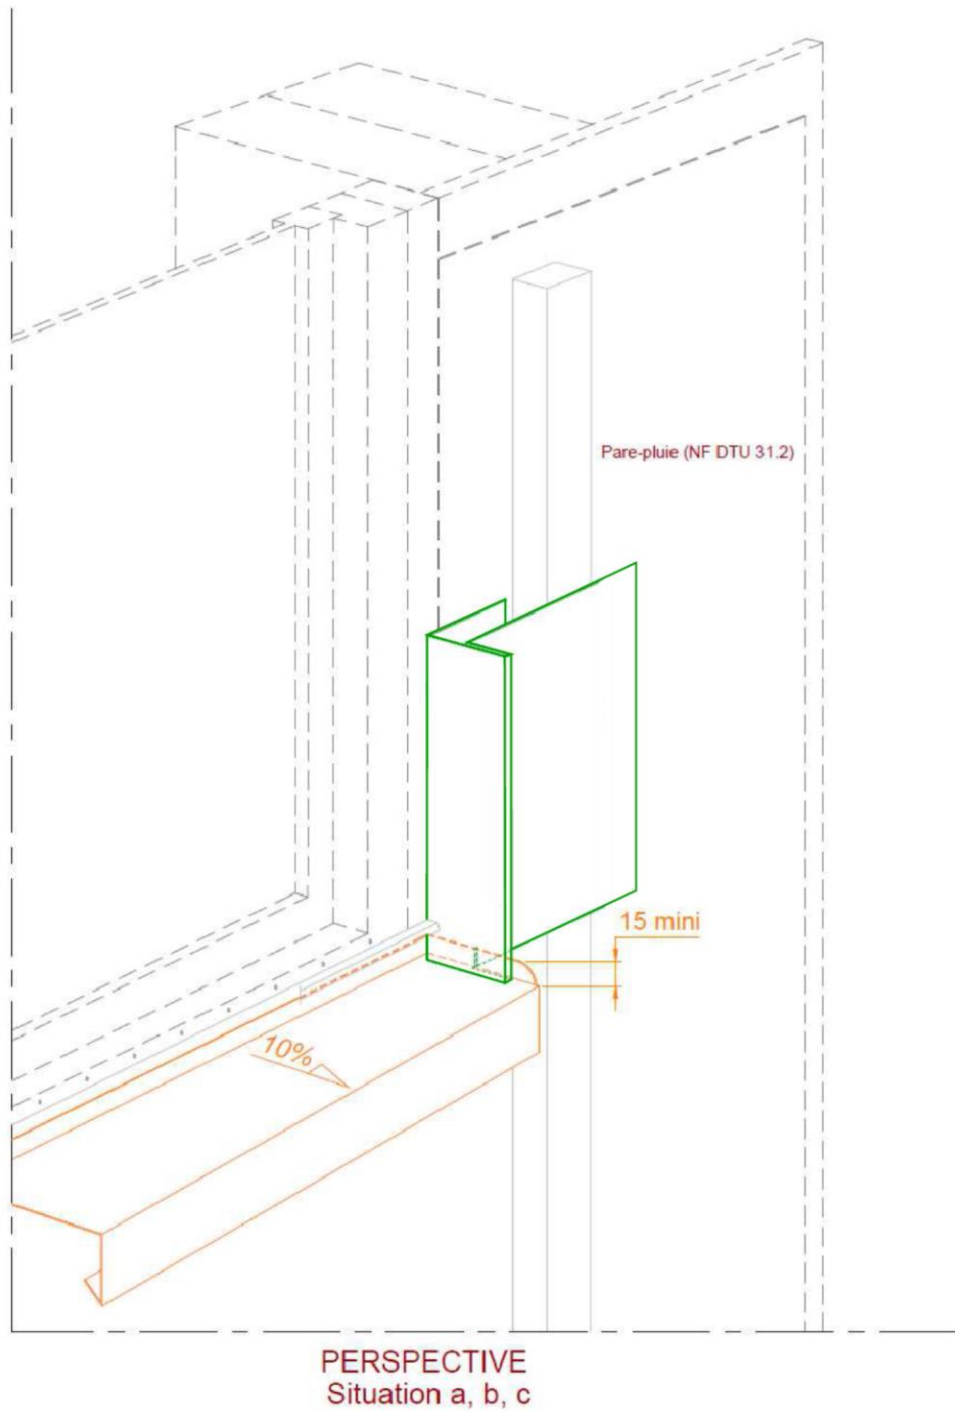 Pare-pluie (NF DTU 31.2)
15 mini
10%
PERSPECTIVE
Situation a, b, c